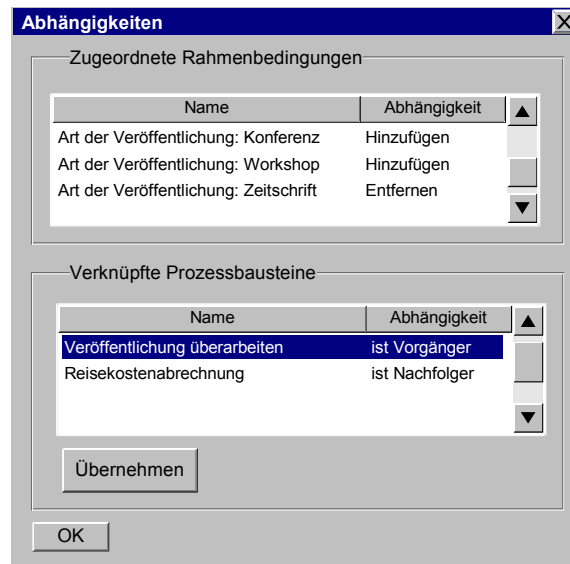 Abhängigkeiten
Zugeordnete Rahmenbedingungen
Name Abhängigkeit
Art der Veröffentlichung: Konferenz Hinzufügen
Art der Veröffentlichung: Workshop Hinzufügen
Art der Veröffentlichung: Zeitschrift Entfernen
Verknüpfte Prozessbausteine
Name Abhängigkeit
Veröffentlichung überarbeiten ist Vorgänger
Reisekostenabrechnung ist Nachfolger
Übernehmen
OK